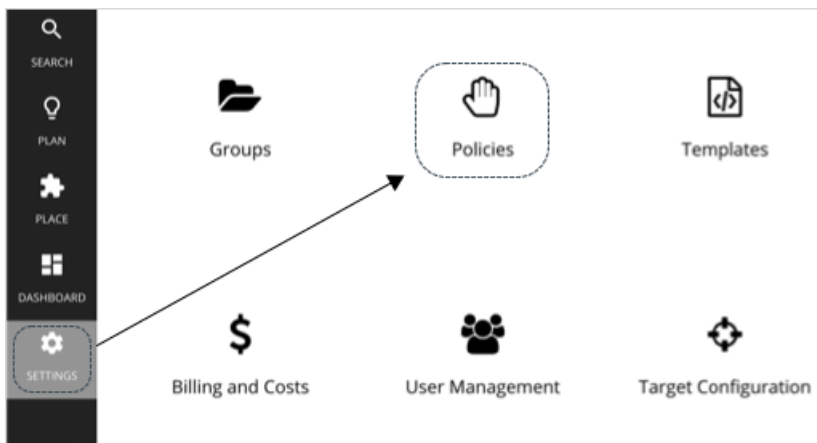 SEARCH
PLAN
PLACE
DASHBOARD
SETTINGS
Groups
Policies
Templates
Billing and Costs
User Management
Target Configuration